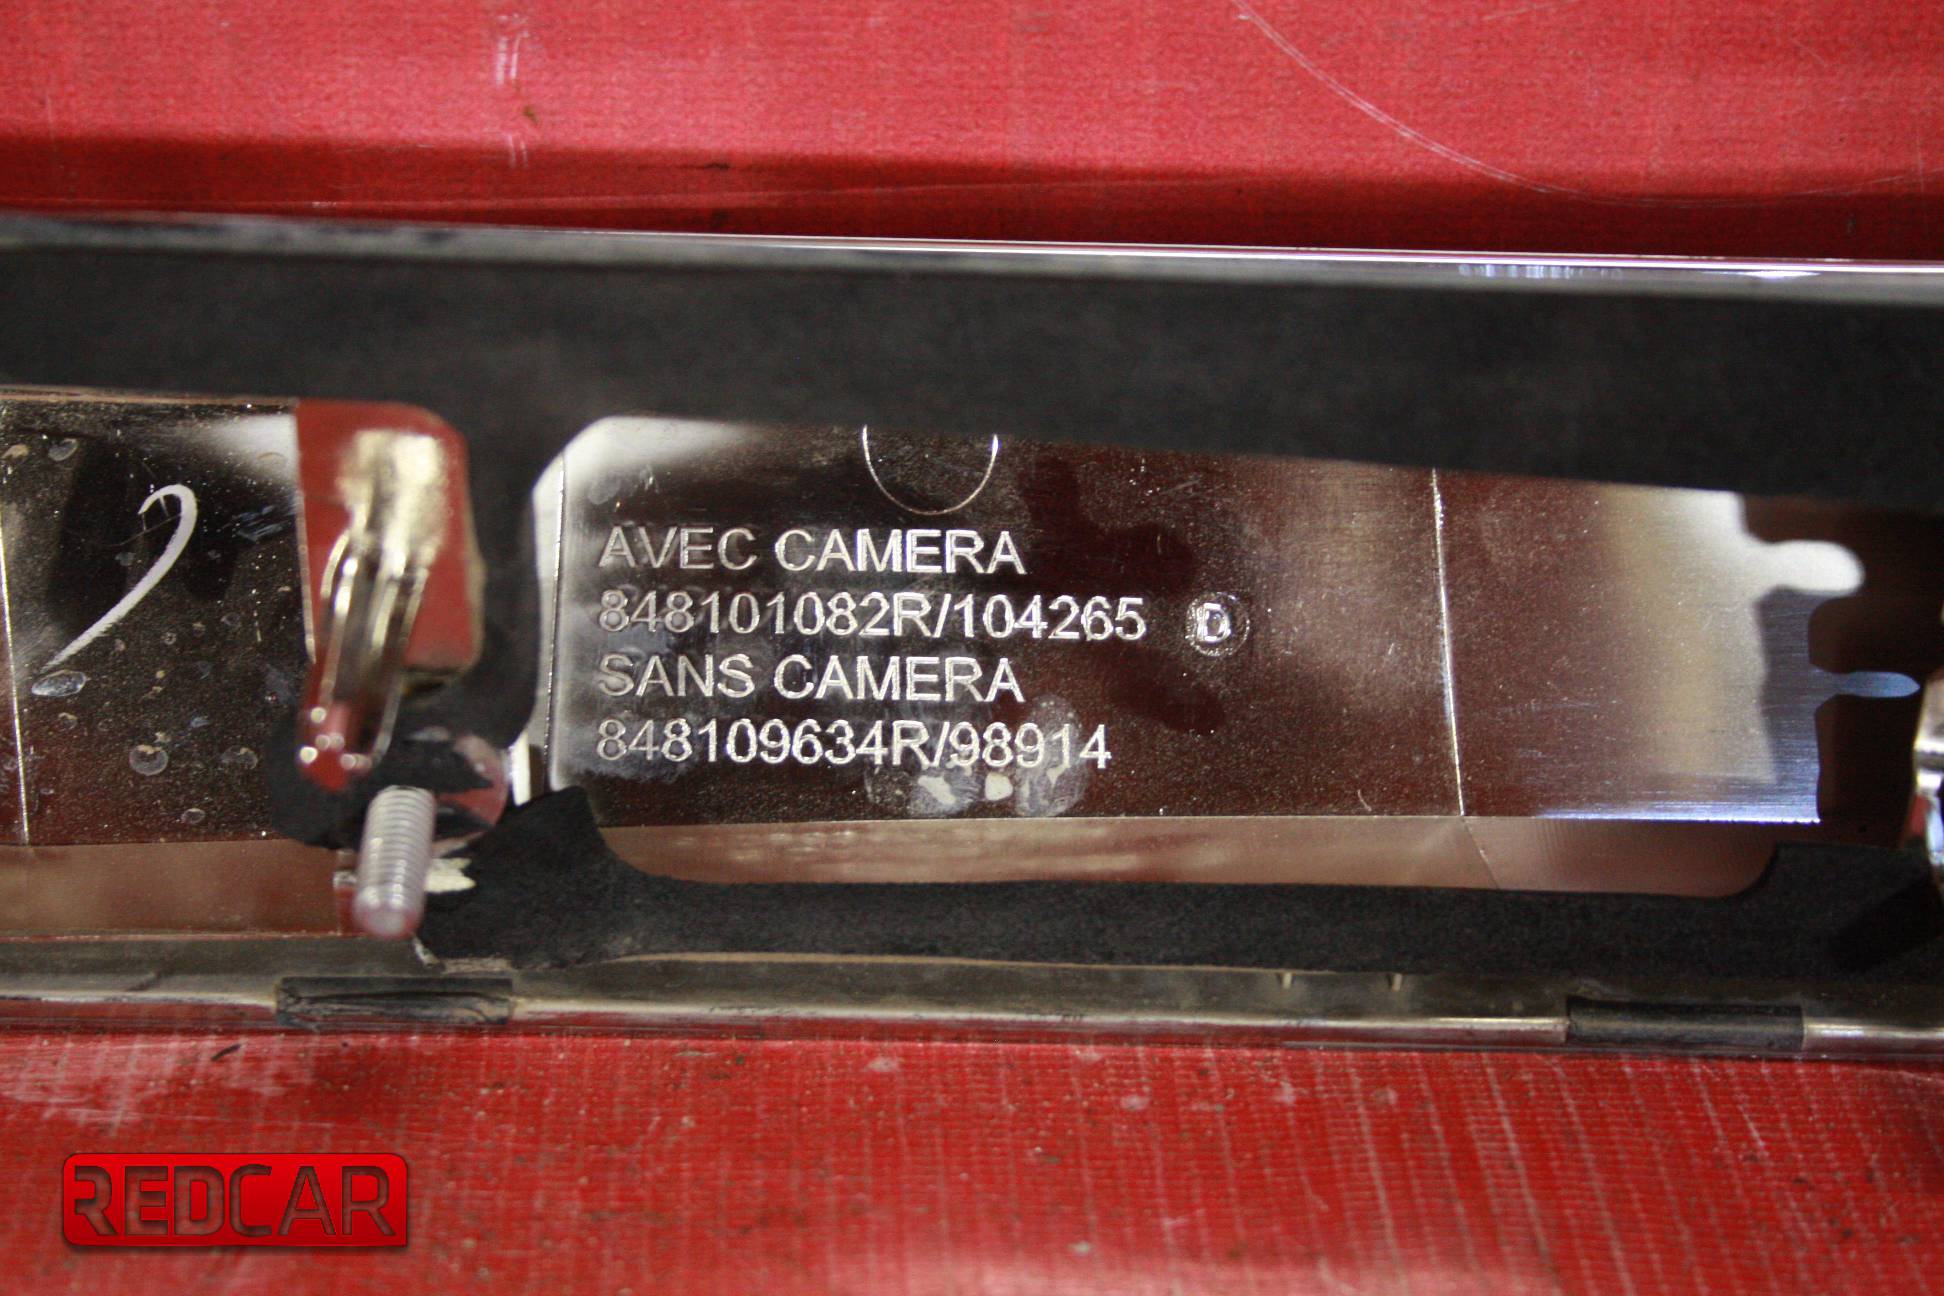 AVEC CAMERA
848101082R/104265 D
SANS CAMERA
848109634R/98914
REDCAR